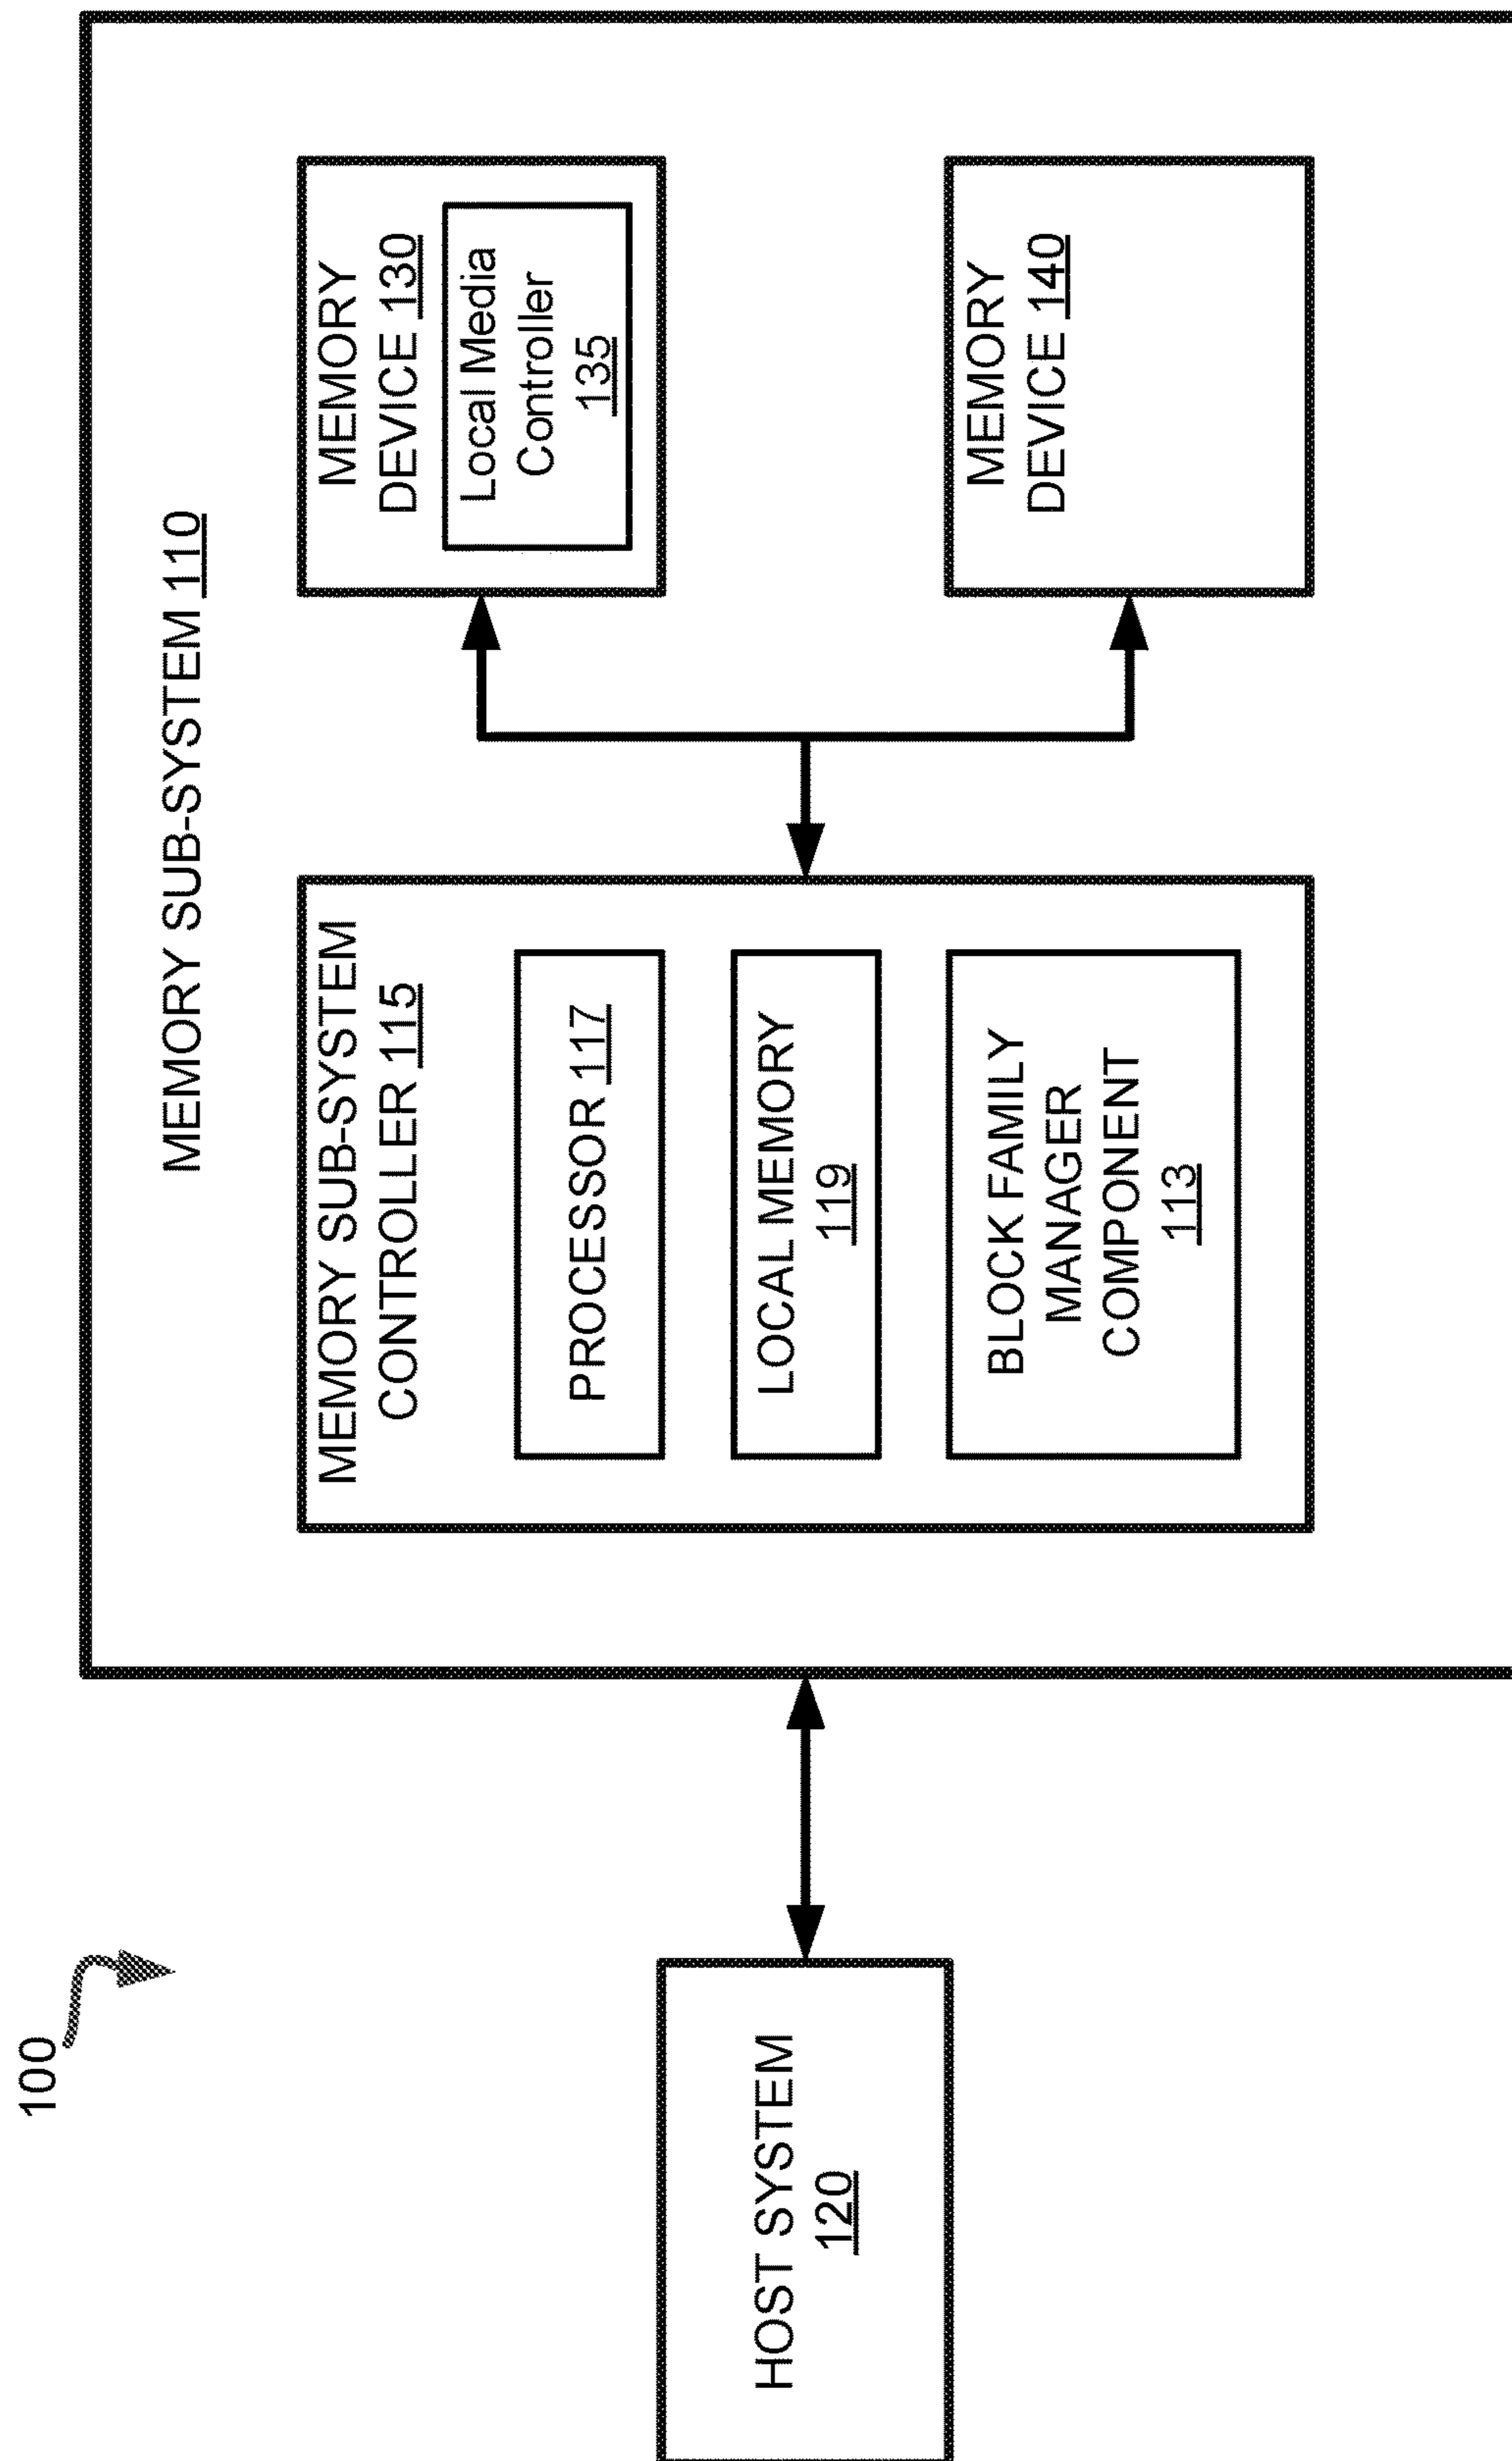 100
HOST SYSTEM
120
MEMORY SUB-SYSTEM 110
MEMORY SUB-SYSTEM
CONTROLLER 115
PROCESSOR 117
LOCAL MEMORY
119
BLOCK FAMILY
MANAGER
COMPONENT
113
MEMORY
DEVICE 130
Local Media
Controller
135
MEMORY
DEVICE 140